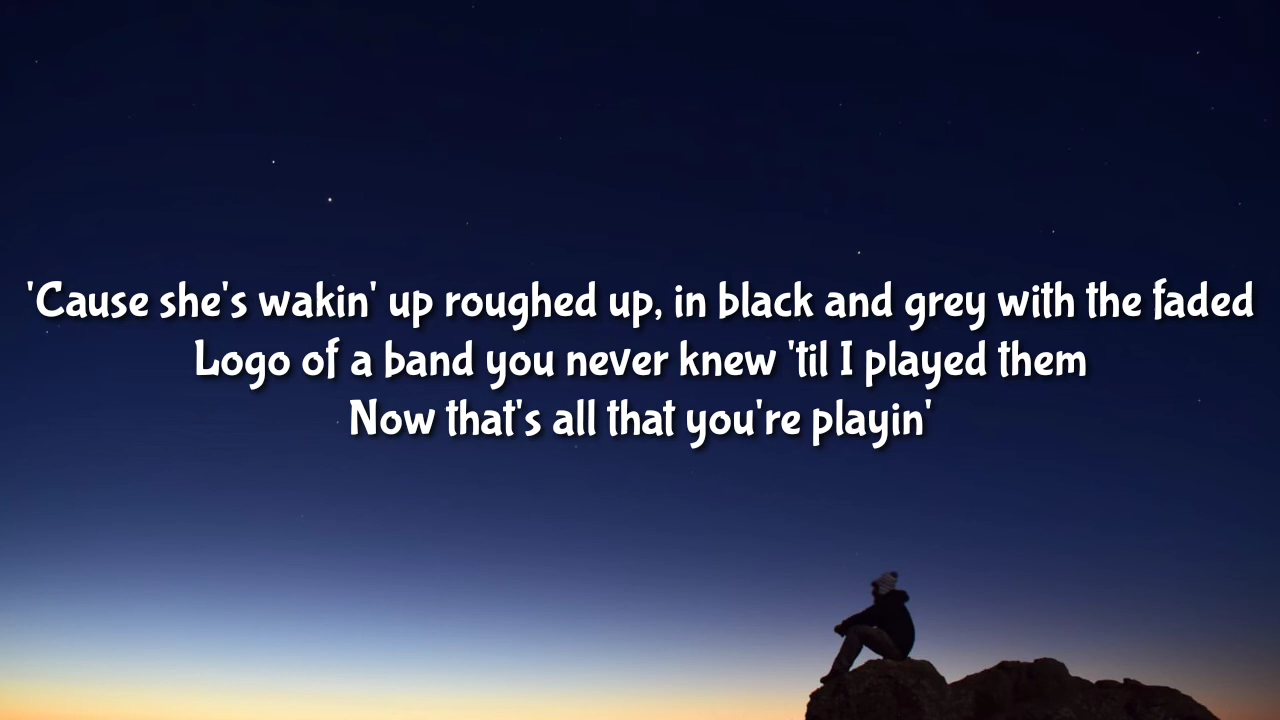 'Cause she's wakin' up roughed up, in black and grey with the faded
Logo of a band you never knew 'til I played them
Now that's all that you're playin'